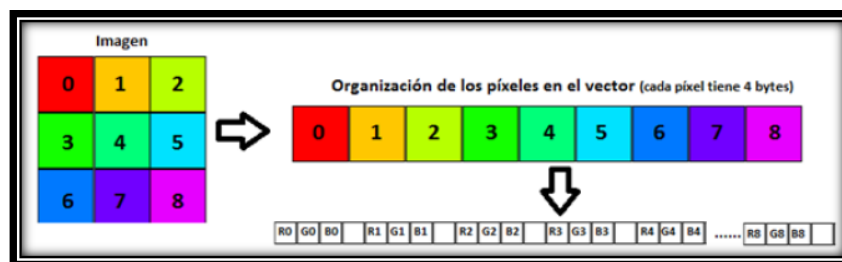 Imagen
0 1 2
3 4 5
6 7 8
Organización de los píxeles en el vector (cada píxel tiene 4 bytes)
0 1 2 3 4 5 6 7 8
R0 G0 B0 R1 G1 B1 R2 G2 B2 R3 G3 B3 R4 G4 B4 ...... R8 G8 B8